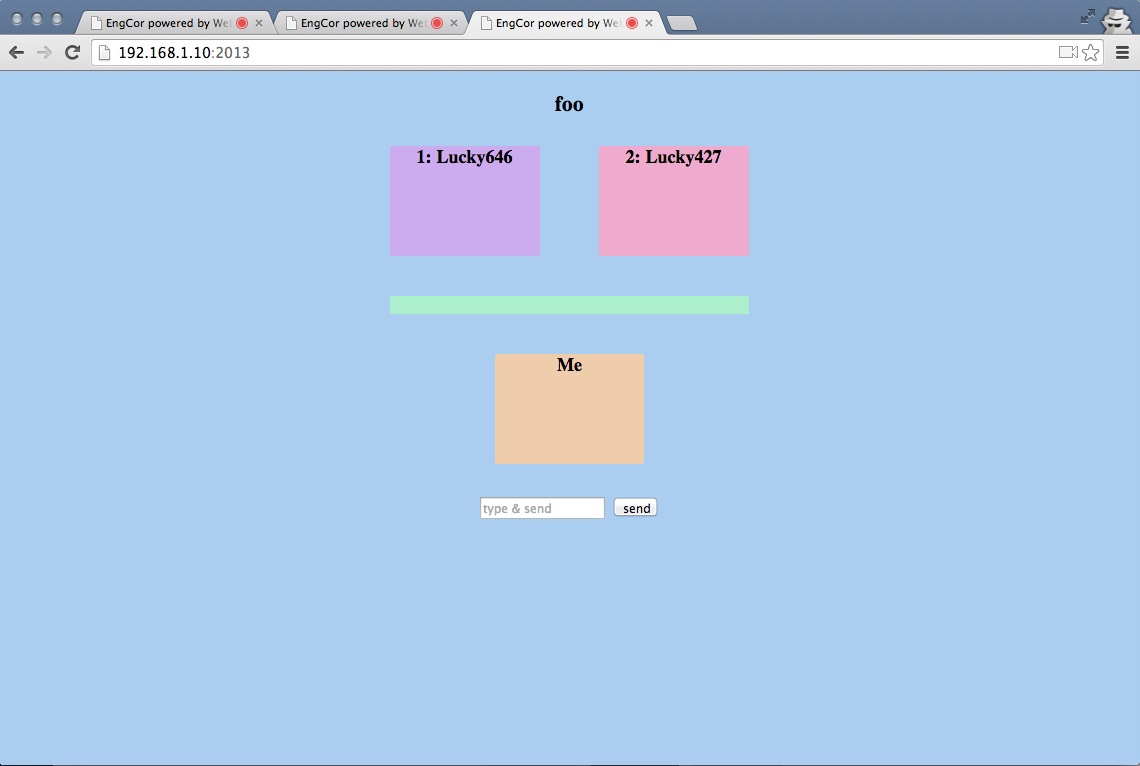 EngCor powered by We
EngCor powered by We
EngCor powered by We
192.168.1.10:2013
foo
1: Lucky646
2: Lucky427
Me
type & send
send